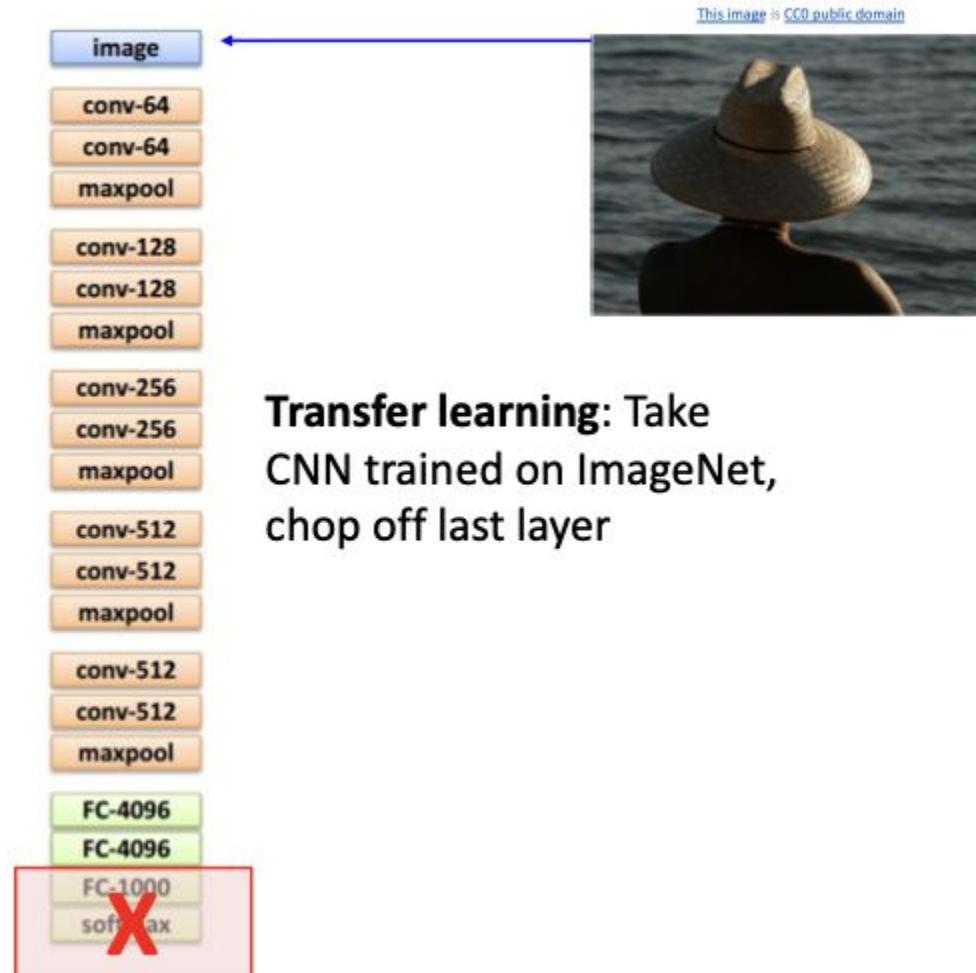 This image is CC0 public domain
image
conv-64
conv-64
maxpool
conv-128
conv-128
maxpool
conv-256
conv-256
maxpool
conv-512
conv-512
maxpool
conv-512
conv-512
maxpool
FC-4096
FC-4096
FC-1000
softmax
X
Transfer learning: Take
CNN trained on ImageNet,
chop off last layer